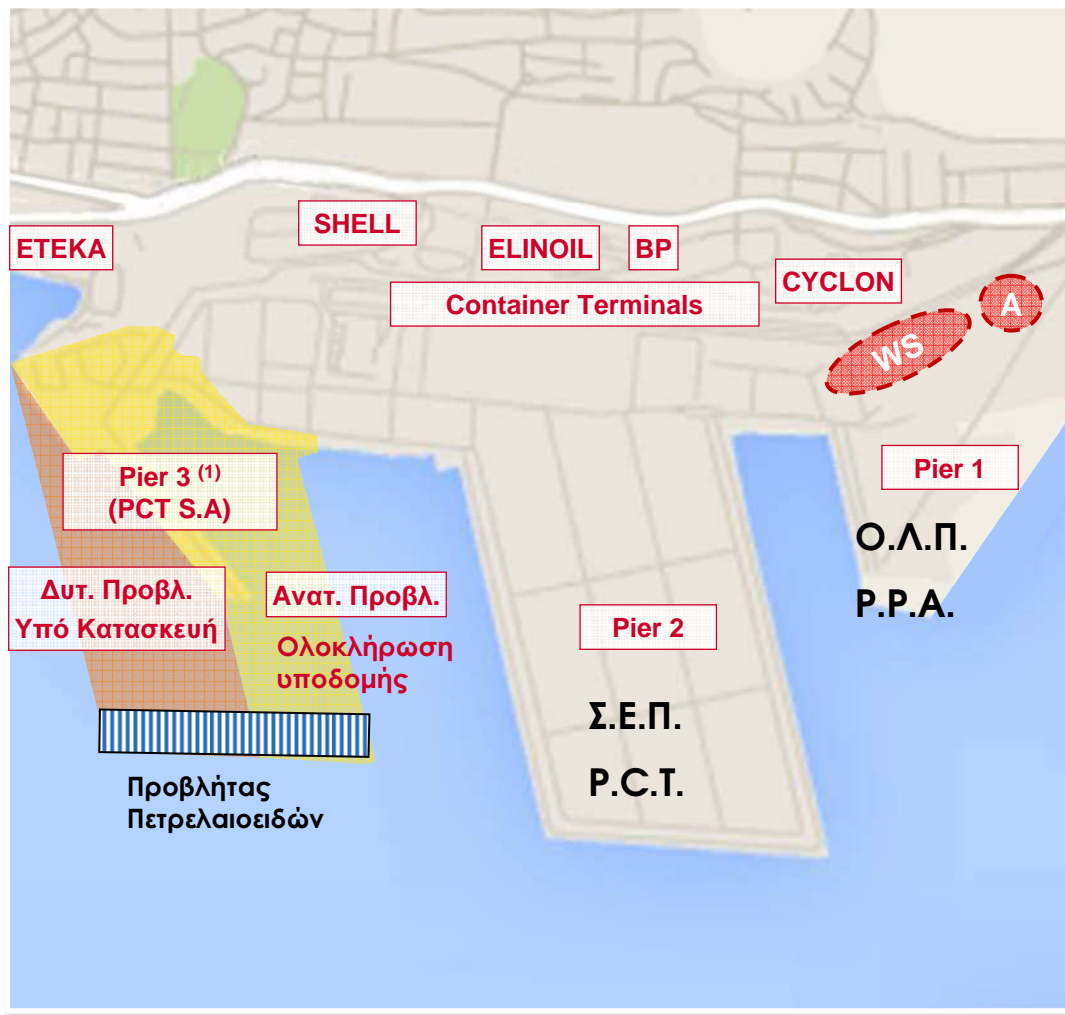 SHELL
ETEKA
ELINOIL
BP
CYCLON
Container Terminals
A
WS
Pier 3 (1)
(PCT S.A)
Pier 1
Ο.Λ.Π.
P.P.A.
Δυτ. Προβλ.
Υπό Κατασκευή
Ανατ. Προβλ.
Ολοκλήρωση
υποδομής
Pier 2
Σ.Ε.Π.
P.C.T.
Προβλήτας
Πετρελαιοειδών